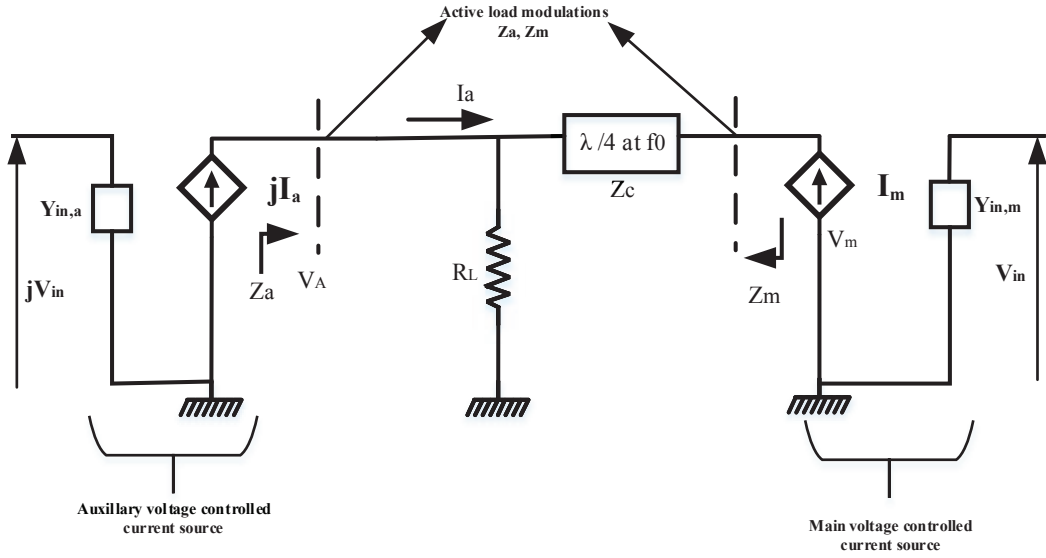 Active load modulations
Za, Zm
Ia
λ /4 at f0
Zc
Yin,a
jIa
Im
Yin,m
Vm
RL
VA
Za
Zm
jVin
Vin
Auxillary voltage controlled
current source
Main voltage controlled
current source